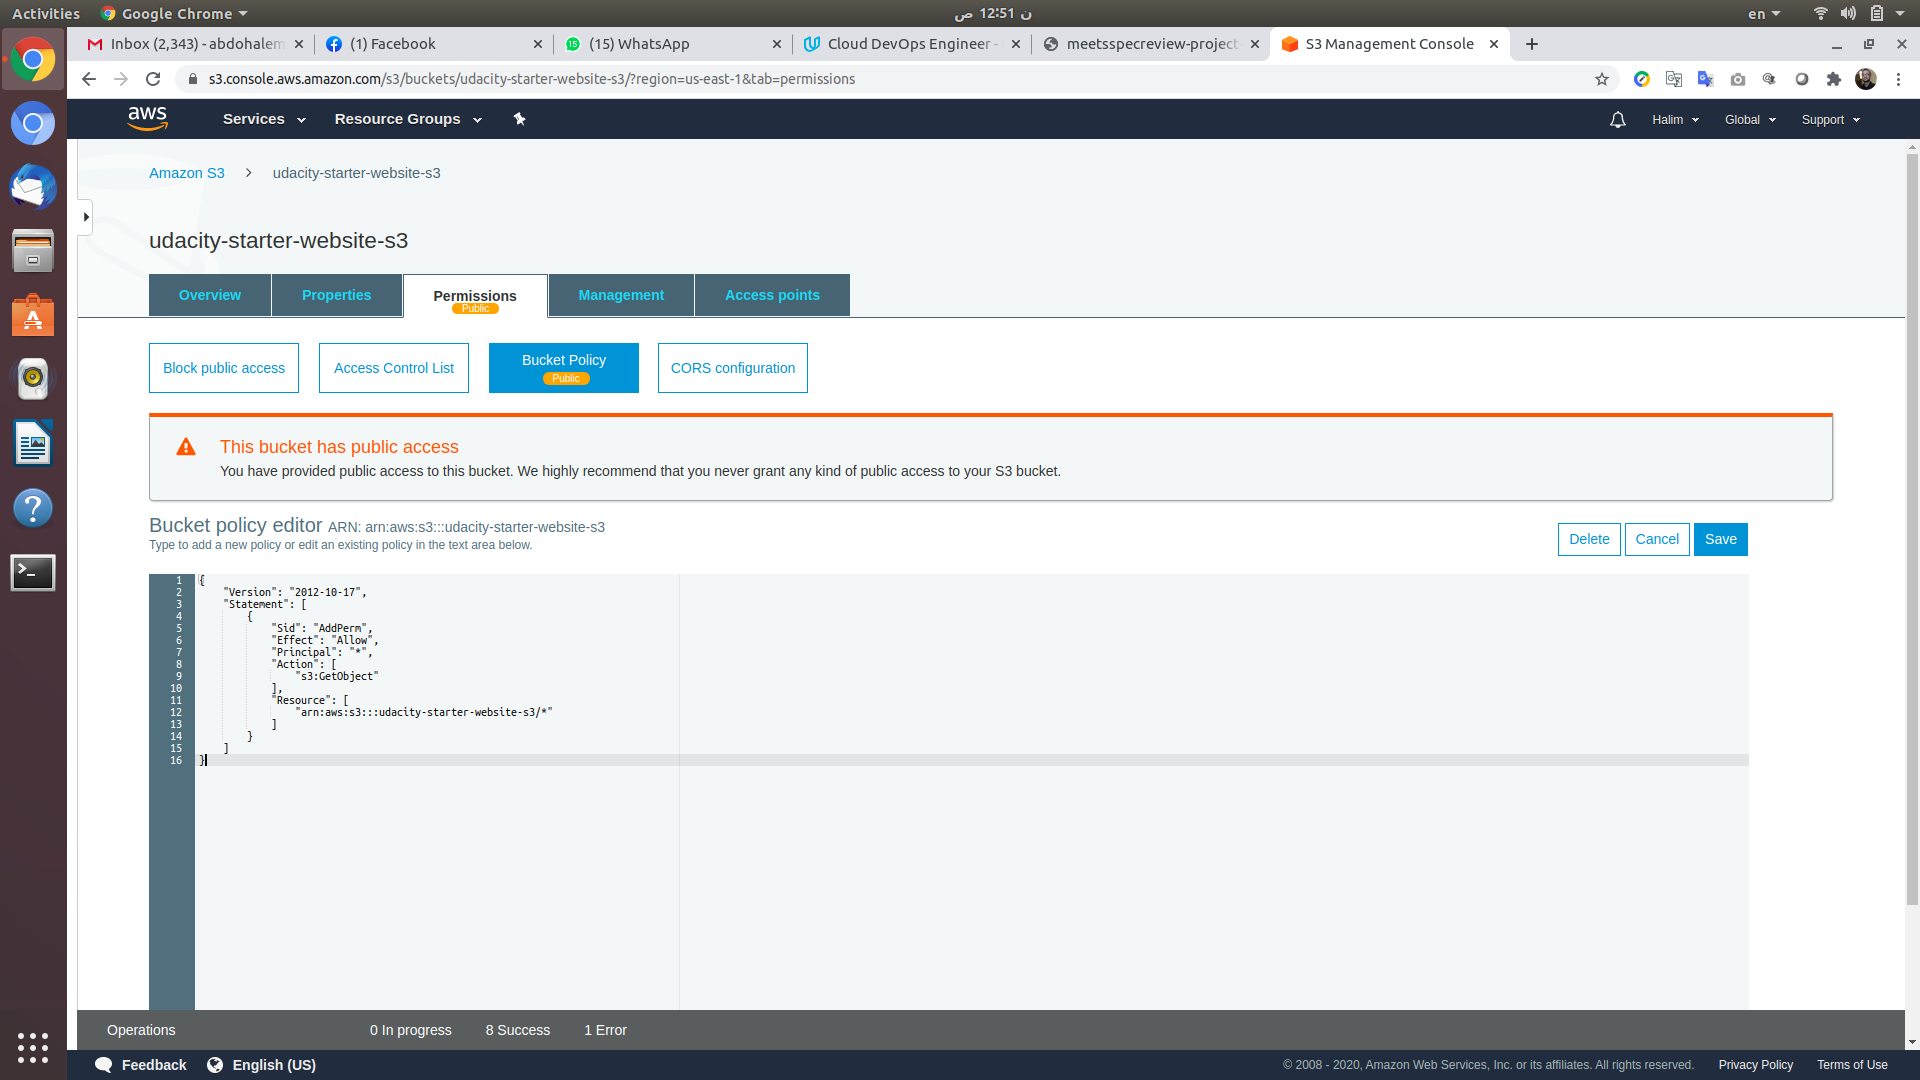 Activities
Google Chrome
ن 12:51 ص
en
Inbox (2,343) - abdohalem
(1) Facebook
(15) WhatsApp
Cloud DevOps Engineer -
meetsspecreview-project-
S3 Management Console
s3.console.aws.amazon.com/s3/buckets/udacity-starter-website-s3/?region=us-east-1&tab=permissions
aws
Services
Resource Groups
Halim
Global
Support
Amazon S3
udacity-starter-website-s3
udacity-starter-website-s3
Overview
Properties
Permissions
Public
Management
Access points
Block public access
Access Control List
Bucket Policy
Public
CORS configuration
This bucket has public access
You have provided public access to this bucket. We highly recommend that you never grant any kind of public access to your S3 bucket.
Bucket policy editor ARN: arn:aws:s3:::udacity-starter-website-s3
Type to add a new policy or edit an existing policy in the text area below.
Delete
Cancel
Save
1 {
2 "Version": "2012-10-17",
3 "Statement": [
4 {
5 "Sid": "AddPerm",
6 "Effect": "Allow",
7 "Principal": "*",
8 "Action": [
9 "s3:GetObject"
10 ],
11 "Resource": [
12 "arn:aws:s3:::udacity-starter-website-s3/*"
13 ]
14 }
15 ]
16 }
Operations
0 In progress
8 Success
1 Error
Feedback
English (US)
© 2008 - 2020, Amazon Web Services, Inc. or its affiliates. All rights reserved.
Privacy Policy
Terms of Use